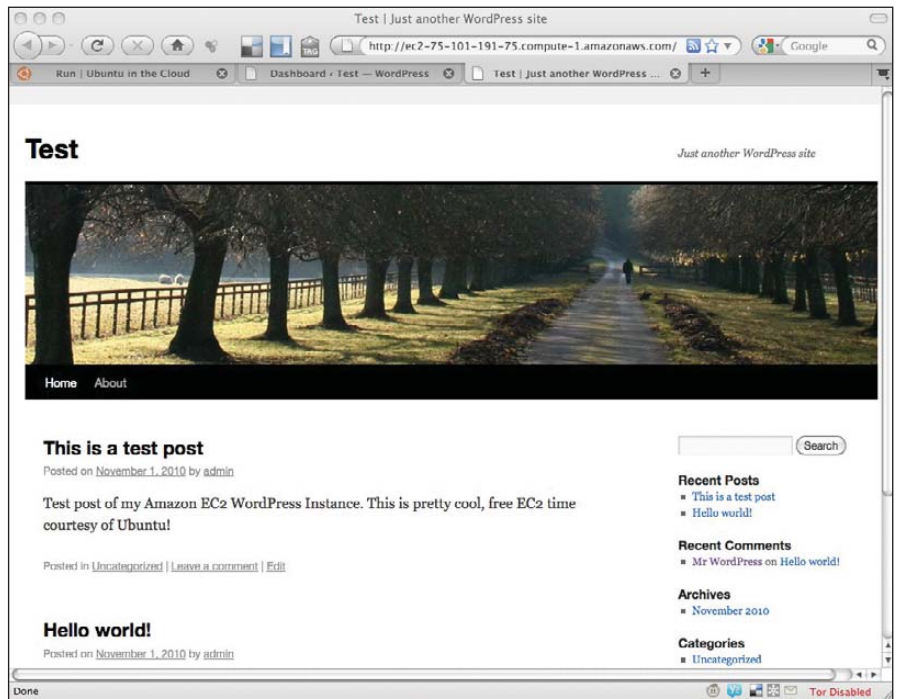 Test | Just another WordPress site
TAG
http://ec2-75-101-191-75.compute-1.amazonaws.com/
Google
Run | Ubuntu in the Cloud
Dashboard ‹ Test — WordPress
Test | Just another WordPress ...
Test
Just another WordPress site
Home About
This is a test post
Posted on November 1, 2010 by admin
Test post of my Amazon EC2 WordPress Instance. This is pretty cool, free EC2 time
courtesy of Ubuntu!
Posted in Uncategorized | Leave a comment | Edit
Hello world!
Posted on November 1, 2010 by admin
Search
Recent Posts
This is a test post
Hello world!
Recent Comments
Mr WordPress on Hello world!
Archives
November 2010
Categories
Uncategorized
Done
Tor Disabled